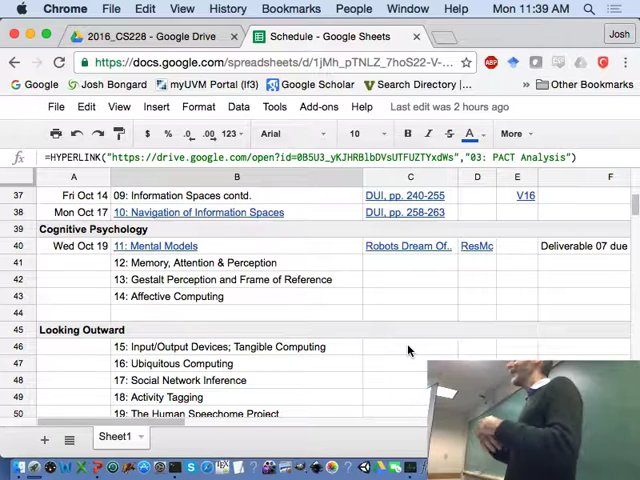 Chrome File Edit View History Bookmarks People Window Mon 11:39 AM
2016_CS228 - Google Drive Schedule - Google Sheets Josh
https://docs.google.com/spreadsheets/d/1jMh_pTNLZ_7hoS22-V-... ABP
Google Josh Bongard myUVM Portal (lf3) Google Scholar Search Directory/... Other Bookmarks
File Edit View Insert Format Data Tools Add-ons Help Last edit was 2 hours ago
$ % .0 .00 123 Arial 10 B I S A More
fx =HYPERLINK("https://drive.google.com/open?id=0B5U3_yKJHRBlbDVsUTFUZTYxdWs","03: PACT Analysis")
A B C D E F
37 Fri Oct 14 09: Information Spaces contd. DUI, pp. 240-255 V16
38 Mon Oct 17 10: Navigation of Information Spaces DUI, pp. 258-263
39 Cognitive Psychology
40 Wed Oct 19 11: Mental Models Robots Dream Of.. ResMc Deliverable 07 due
41 12: Memory, Attention & Perception
42 13: Gestalt Perception and Frame of Reference
43 14: Affective Computing
44
45 Looking Outward
46 15: Input/Output Devices; Tangible Computing
47 16: Ubiquitous Computing
48 17: Social Network Inference
49 18: Activity Tagging
50 19: The Human Speechome Project
Sheet1